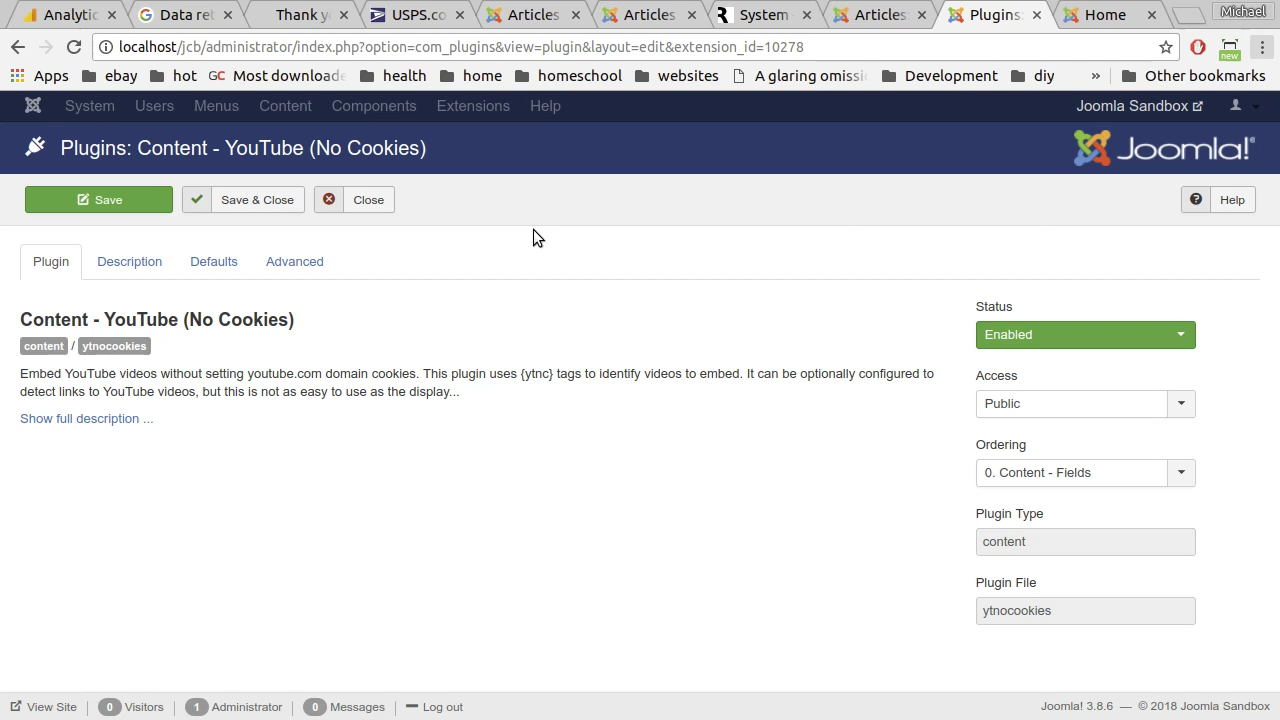 Analytic Data ret Thank y USPS.co Articles Articles System - Articles: Plugins: Home Michael
localhost/jcb/administrator/index.php?option=com_plugins&view=plugin&layout=edit&extension_id=10278
new
Apps ebay hot GC Most downloade health home homeschool websites A glaring omissi Development diy » Other bookmarks
System Users Menus Content Components Extensions Help Joomla Sandbox
Plugins: Content - YouTube (No Cookies) Joomla!®
Save Save & Close Close Help
Plugin Description Defaults Advanced
Content - YouTube (No Cookies)
content / ytnocookies
Embed YouTube videos without setting youtube.com domain cookies. This plugin uses {ytnc} tags to identify videos to embed. It can be optionally configured to
detect links to YouTube videos, but this is not as easy to use as the display...
Show full description ...
Status
Enabled
Access
Public
Ordering
0. Content - Fields
Plugin Type
content
Plugin File
ytnocookies
View Site 0 Visitors 1 Administrator 0 Messages Log out Joomla! 3.8.6 — © 2018 Joomla Sandbox